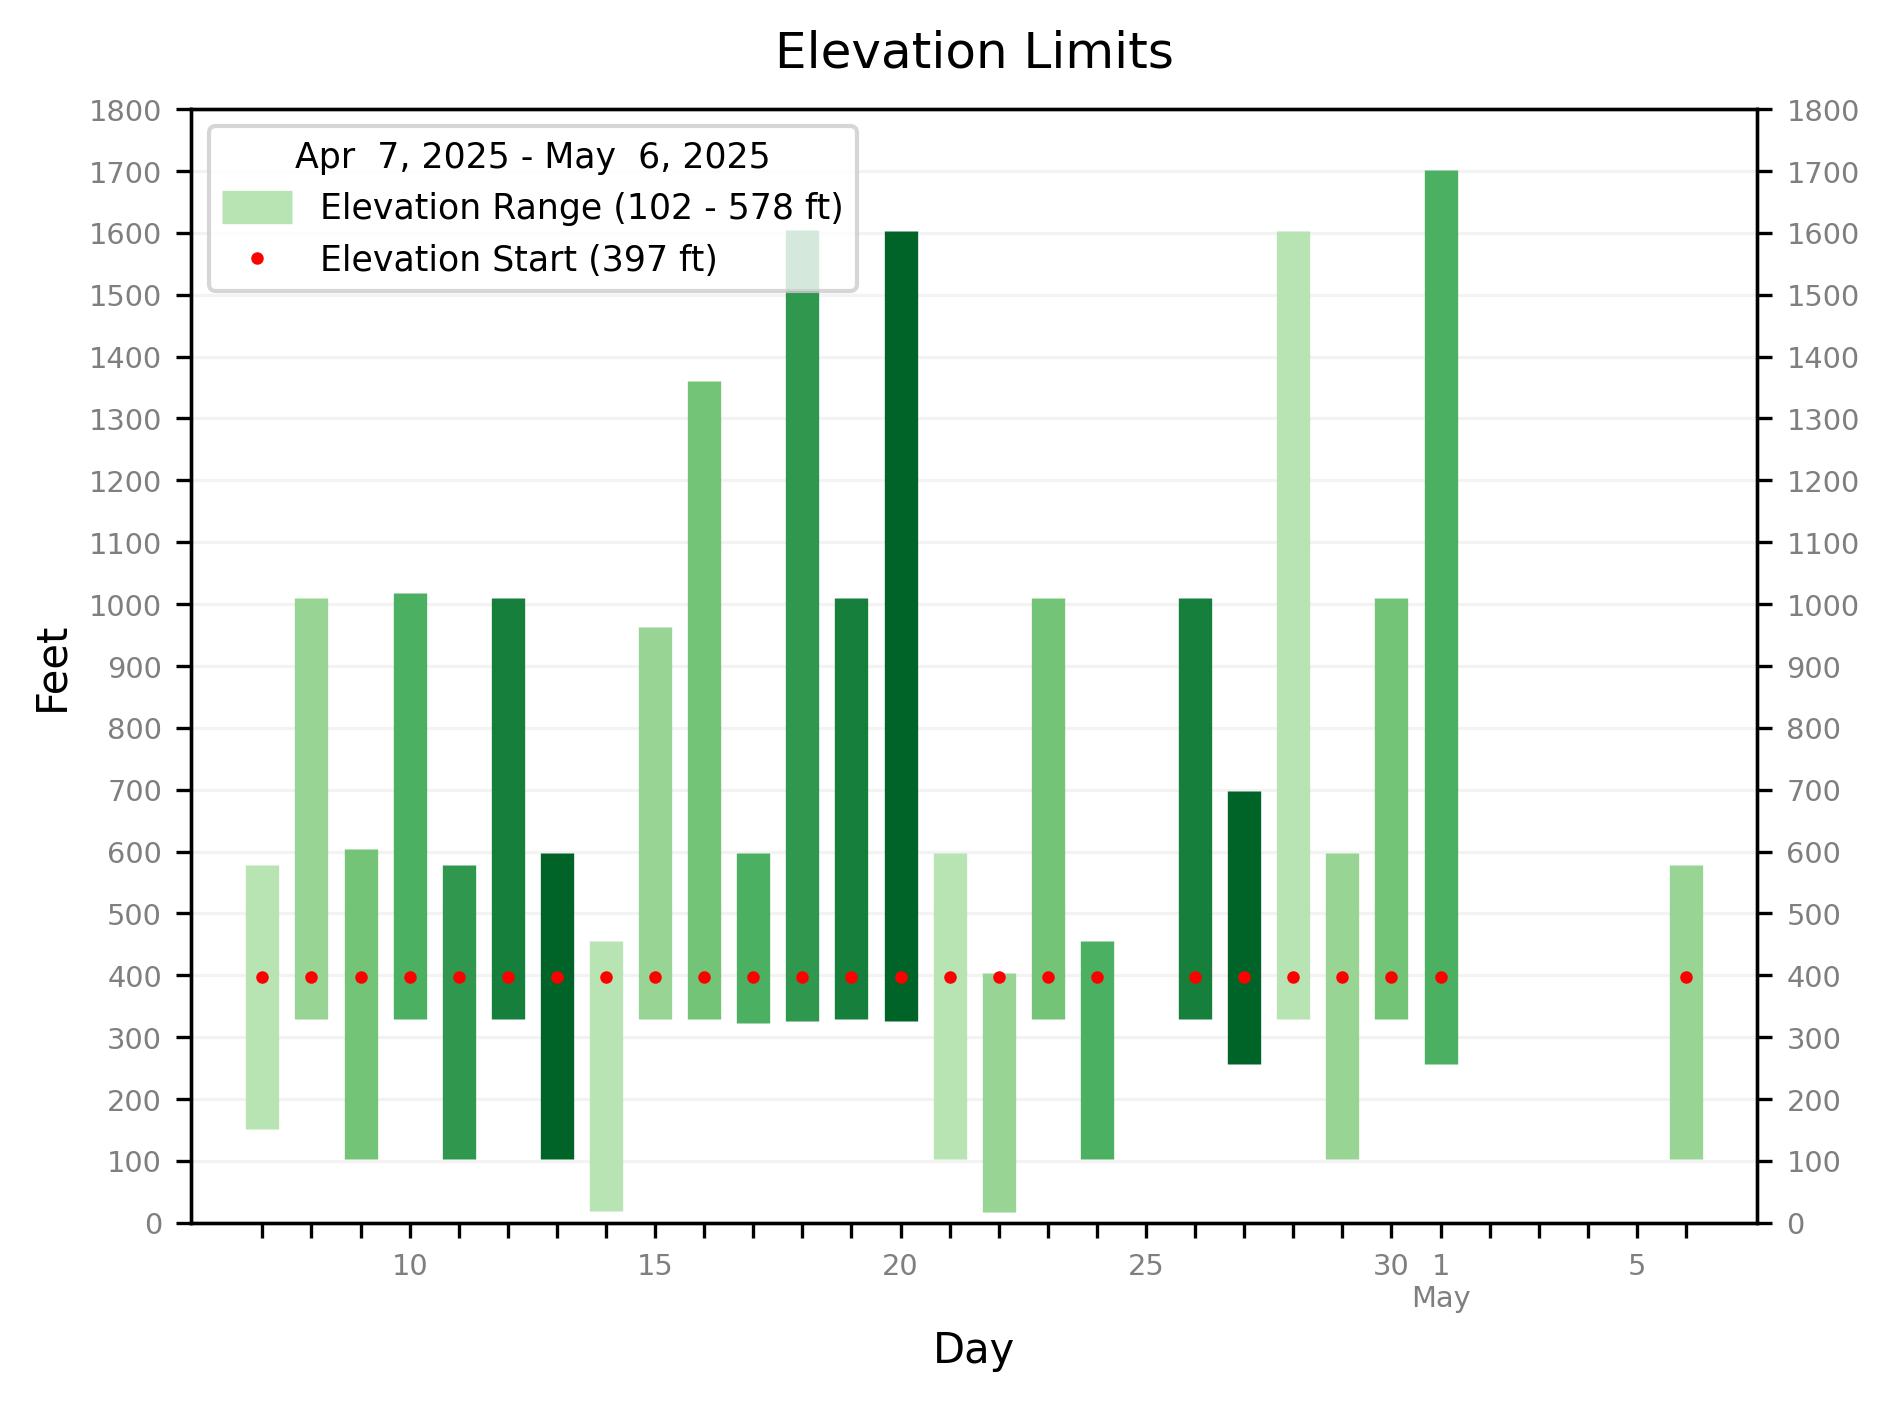 Elevation Limits
Apr  7, 2025 - May  6, 2025
Elevation Range (102 - 578 ft)
Elevation Start (397 ft)
Feet
1800 1800
1700 1700
1600 1600
1500 1500
1400 1400
1300 1300
1200 1200
1100 1100
1000 1000
900 900
800 800
700 700
600 600
500 500
400 400
300 300
200 200
100 100
0 0
10 15 20 25 30 1 5
May
Day